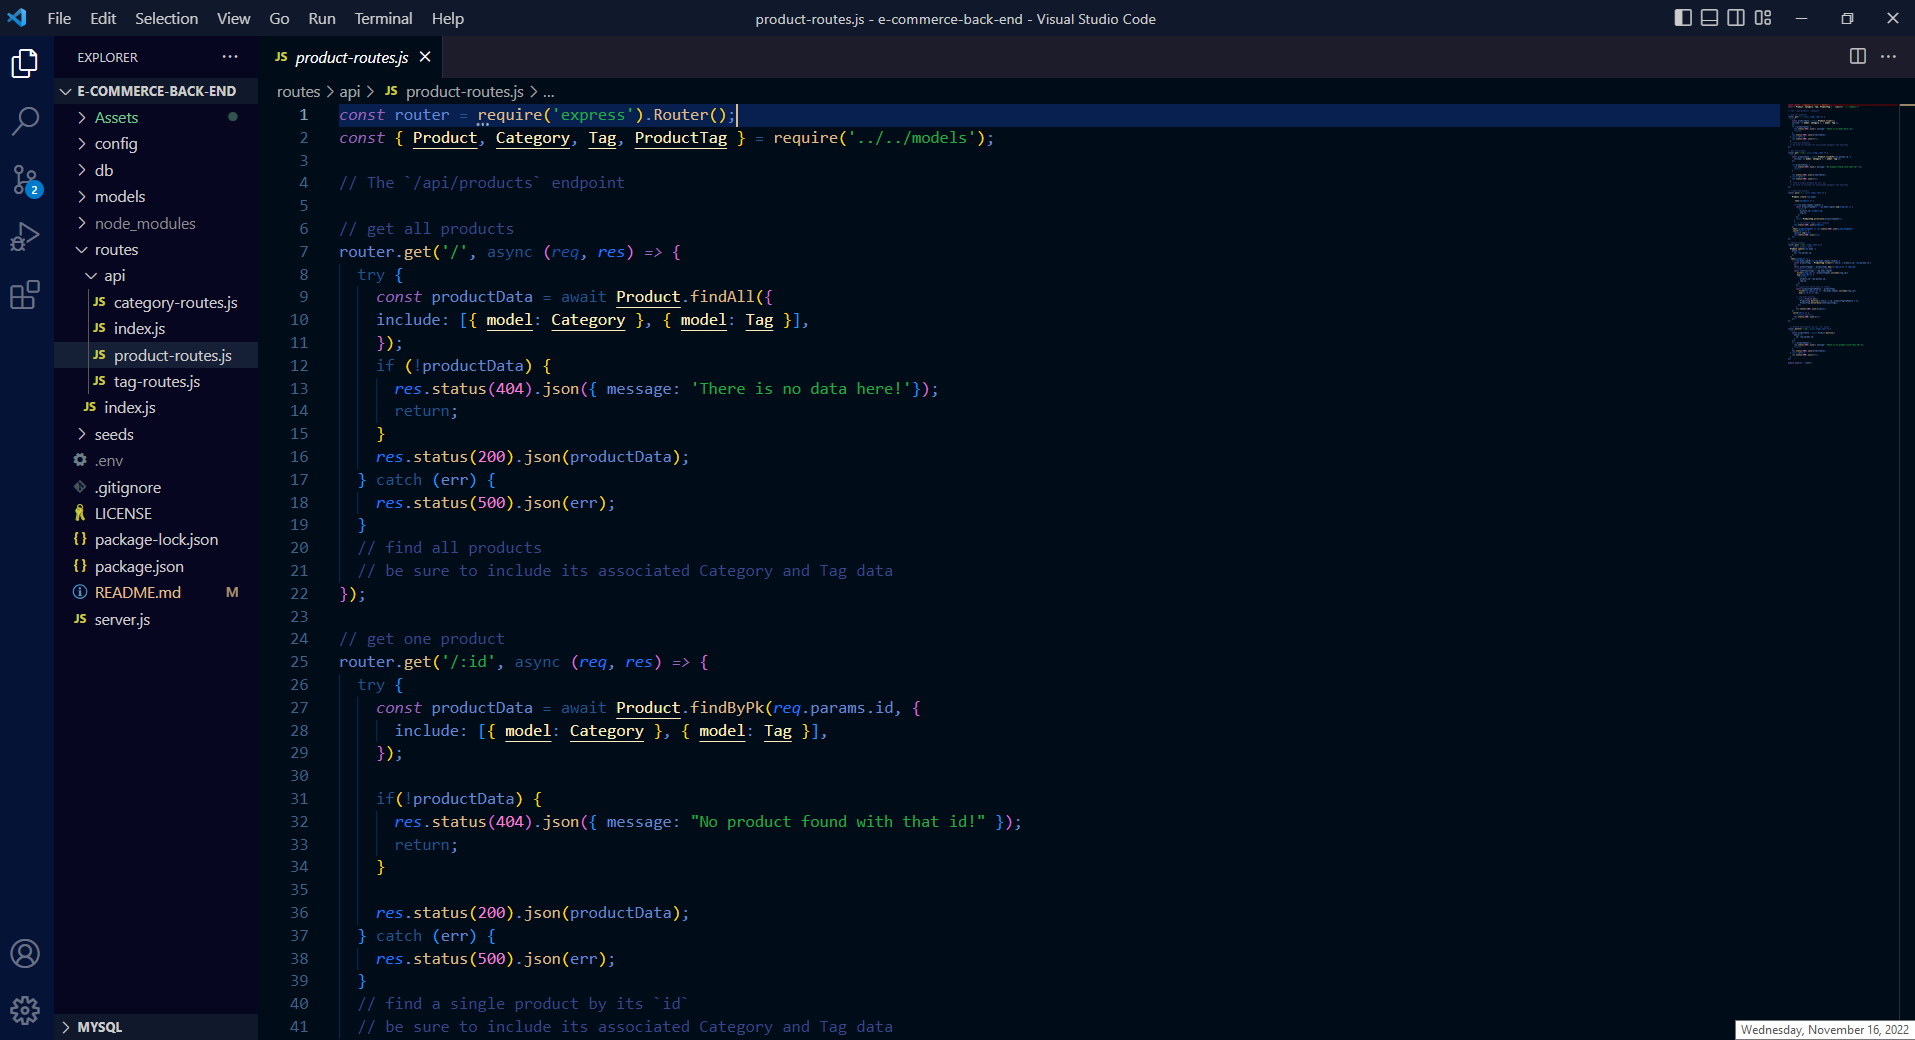 File Edit Selection View Go Run Terminal Help
product-routes.js - e-commerce-back-end - Visual Studio Code
EXPLORER
E-COMMERCE-BACK-END
Assets
config
db
models
node_modules
routes
api
JS category-routes.js
JS index.js
JS product-routes.js
JS tag-routes.js
JS index.js
seeds
.env
.gitignore
LICENSE
{} package-lock.json
{} package.json
README.md M
JS server.js
MYSQL
2
JS product-routes.js
routes > api > JS product-routes.js > ...
1 const router = require('express').Router();
2 const { Product, Category, Tag, ProductTag } = require('../../models');
3
4 // The `/api/products` endpoint
5
6 // get all products
7 router.get('/', async (req, res) => {
8 try {
9 const productData = await Product.findAll({
10 include: [{ model: Category }, { model: Tag }],
11 });
12 if (!productData) {
13 res.status(404).json({ message: 'There is no data here!'});
14 return;
15 }
16 res.status(200).json(productData);
17 } catch (err) {
18 res.status(500).json(err);
19 }
20 // find all products
21 // be sure to include its associated Category and Tag data
22 });
23
24 // get one product
25 router.get('/:id', async (req, res) => {
26 try {
27 const productData = await Product.findByPk(req.params.id, {
28 include: [{ model: Category }, { model: Tag }],
29 });
30
31 if(!productData) {
32 res.status(404).json({ message: "No product found with that id!" });
33 return;
34 }
35
36 res.status(200).json(productData);
37 } catch (err) {
38 res.status(500).json(err);
39 }
40 // find a single product by its `id`
41 // be sure to include its associated Category and Tag data
Wednesday, November 16, 2022